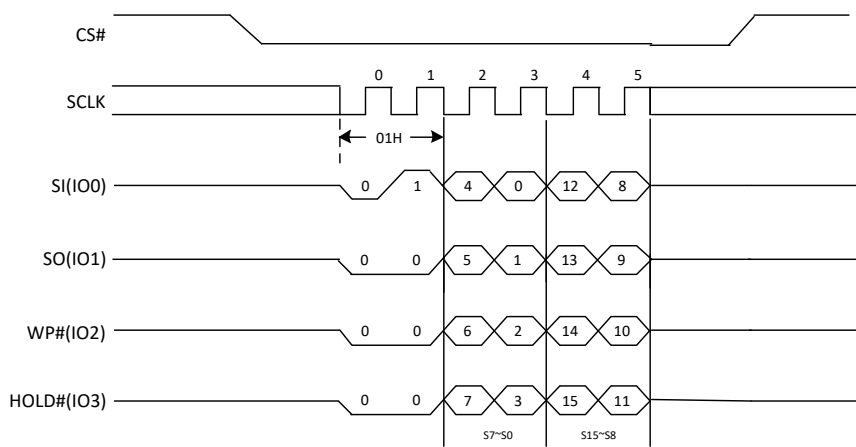 CS#
0 1 2 3 4 5
SCLK
01H
SI(IO0) 0 1 4 0 12 8
SO(IO1) 0 0 5 1 13 9
WP#(IO2) 0 0 6 2 14 10
HOLD#(IO3) 0 0 7 3 15 11
S7~S0 S15~S8